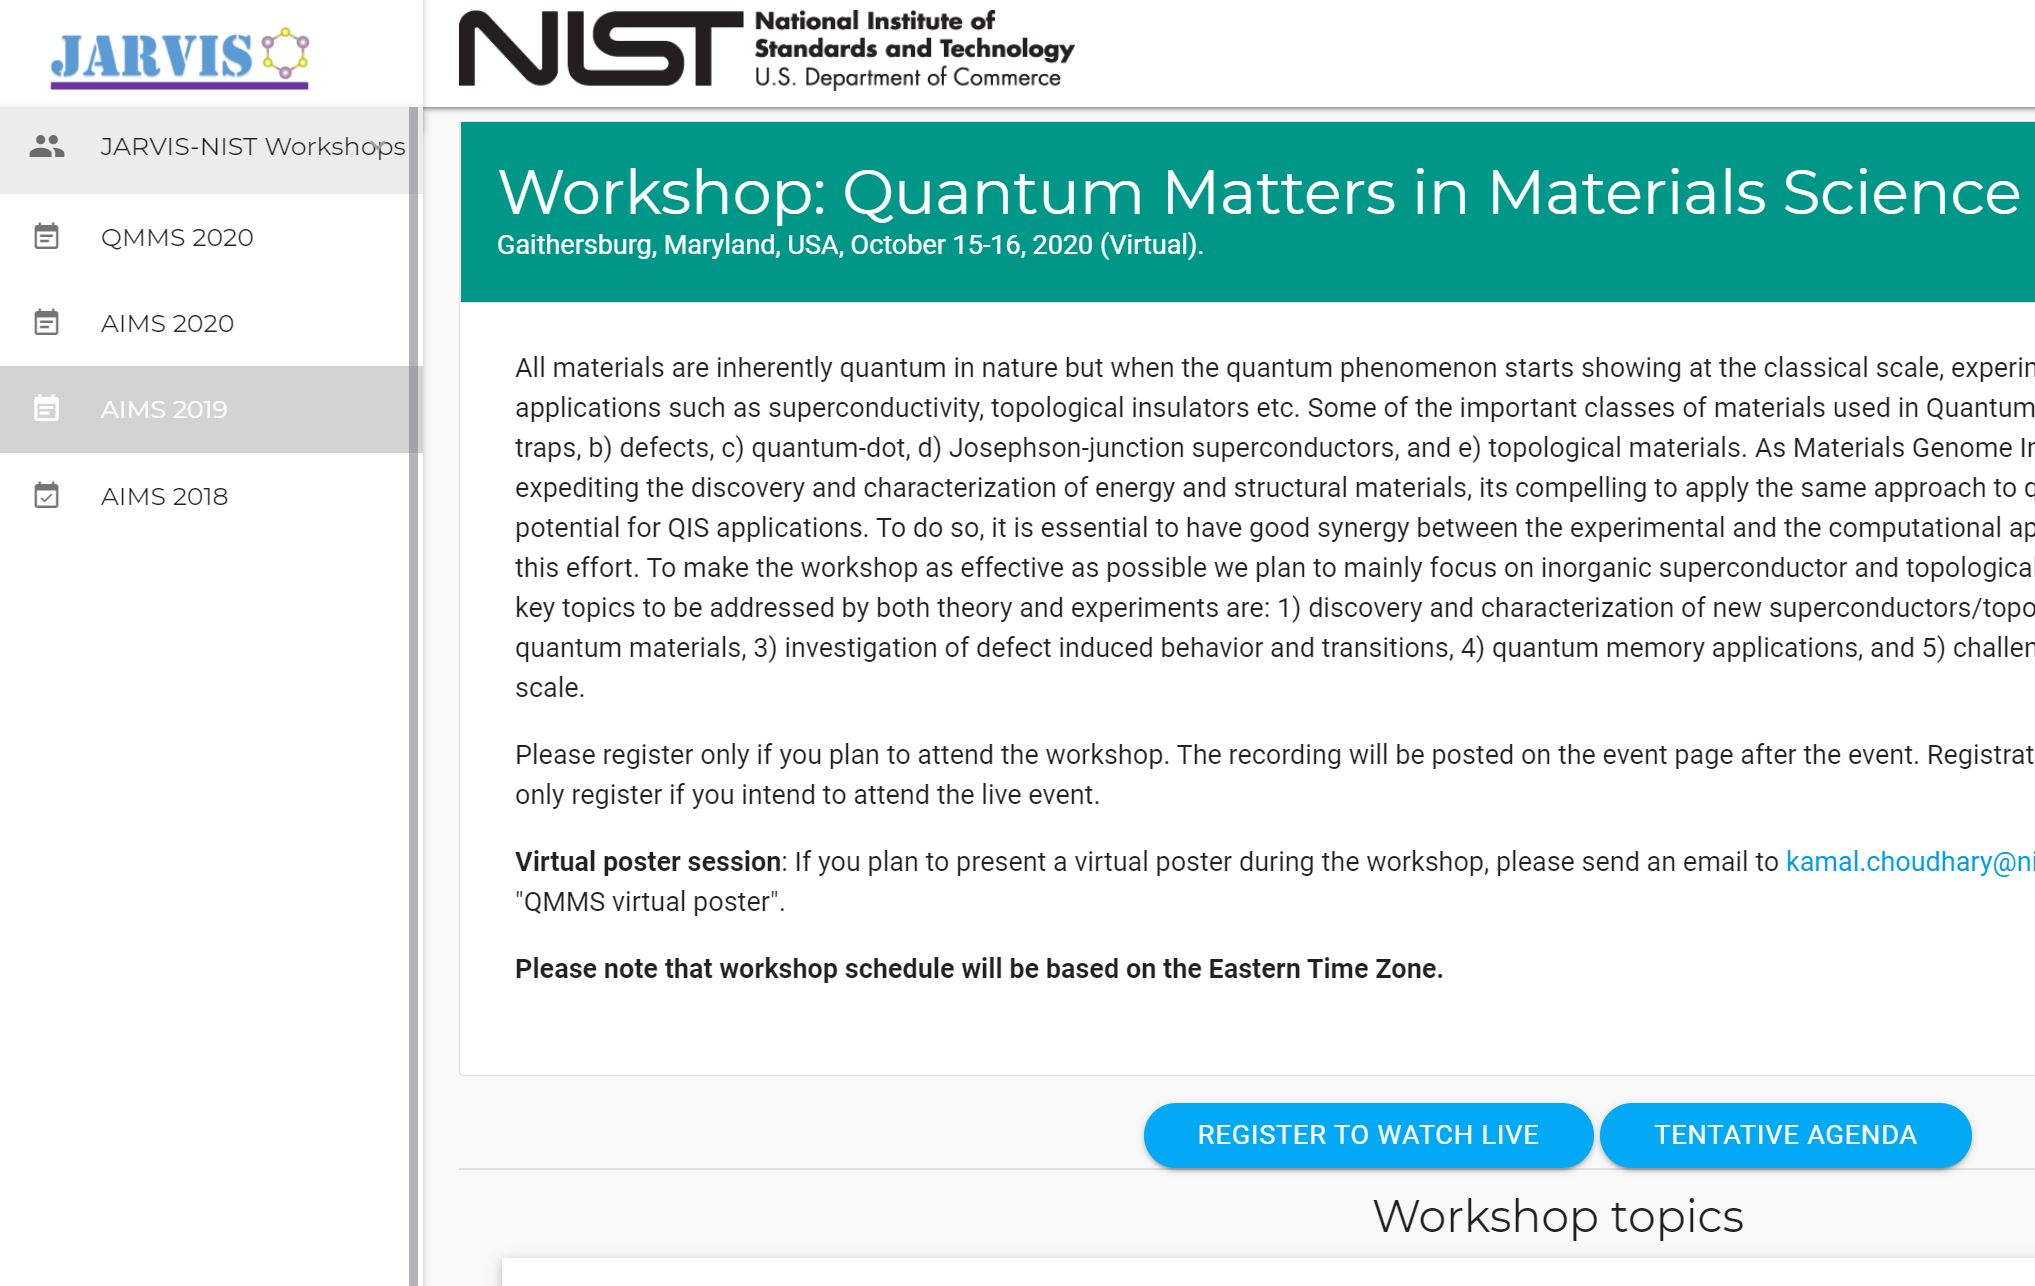 JARVIS
NIST
National Institute of
Standards and Technology
U.S. Department of Commerce
JARVIS-NIST Workshops
QMMS 2020
AIMS 2020
AIMS 2019
AIMS 2018
Workshop: Quantum Matters in Materials Science
Gaithersburg, Maryland, USA, October 15-16, 2020 (Virtual).
All materials are inherently quantum in nature but when the quantum phenomenon starts showing at the classical scale, experin
applications such as superconductivity, topological insulators etc. Some of the important classes of materials used in Quantum
traps, b) defects, c) quantum-dot, d) Josephson-junction superconductors, and e) topological materials. As Materials Genome In
expediting the discovery and characterization of energy and structural materials, its compelling to apply the same approach to q
potential for QIS applications. To do so, it is essential to have good synergy between the experimental and the computational ap
this effort. To make the workshop as effective as possible we plan to mainly focus on inorganic superconductor and topological
key topics to be addressed by both theory and experiments are: 1) discovery and characterization of new superconductors/topo
quantum materials, 3) investigation of defect induced behavior and transitions, 4) quantum memory applications, and 5) challen
scale.
Please register only if you plan to attend the workshop. The recording will be posted on the event page after the event. Registrat
only register if you intend to attend the live event.
Virtual poster session: If you plan to present a virtual poster during the workshop, please send an email to kamal.choudhary@ni
"QMMS virtual poster".
Please note that workshop schedule will be based on the Eastern Time Zone.
REGISTER TO WATCH LIVE
TENTATIVE AGENDA
Workshop topics